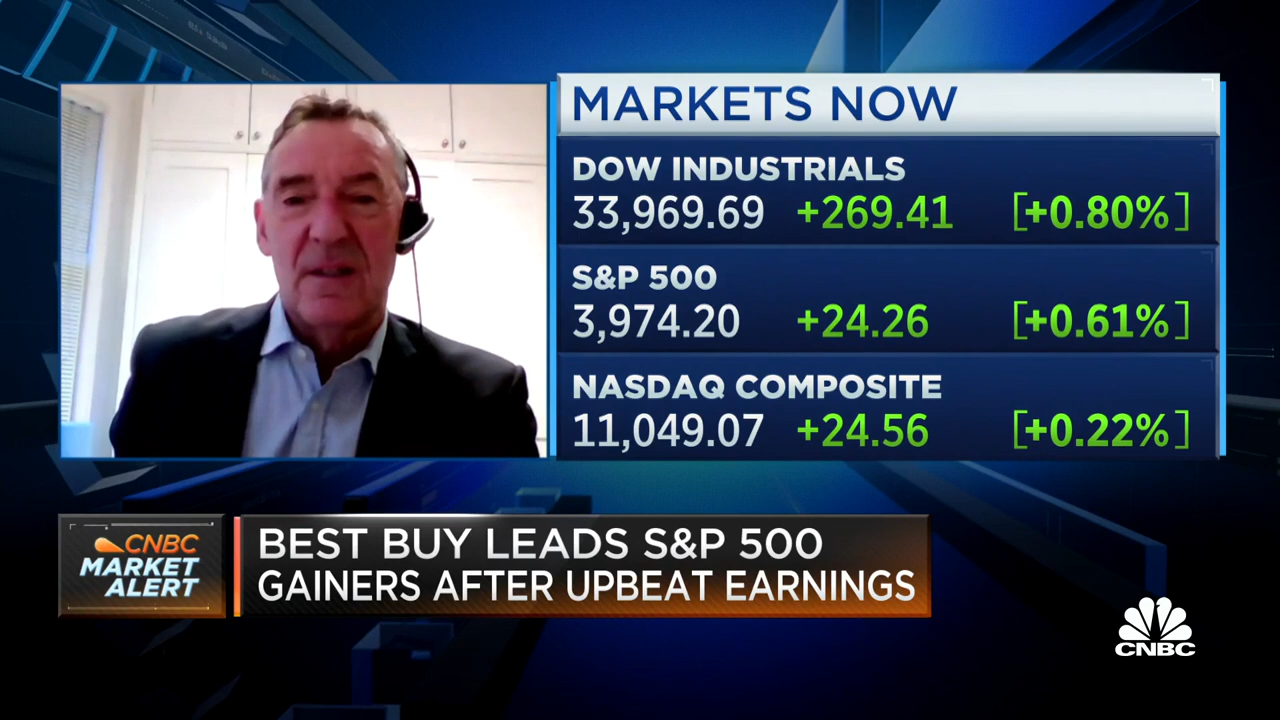 MARKETS NOW
DOW INDUSTRIALS
33,969.69 +269.41 [+0.80%]
S&P 500
3,974.20 +24.26 [+0.61%]
NASDAQ COMPOSITE
11,049.07 +24.56 [+0.22%]
CNBC
MARKET
ALERT
BEST BUY LEADS S&P 500
GAINERS AFTER UPBEAT EARNINGS
CNBC